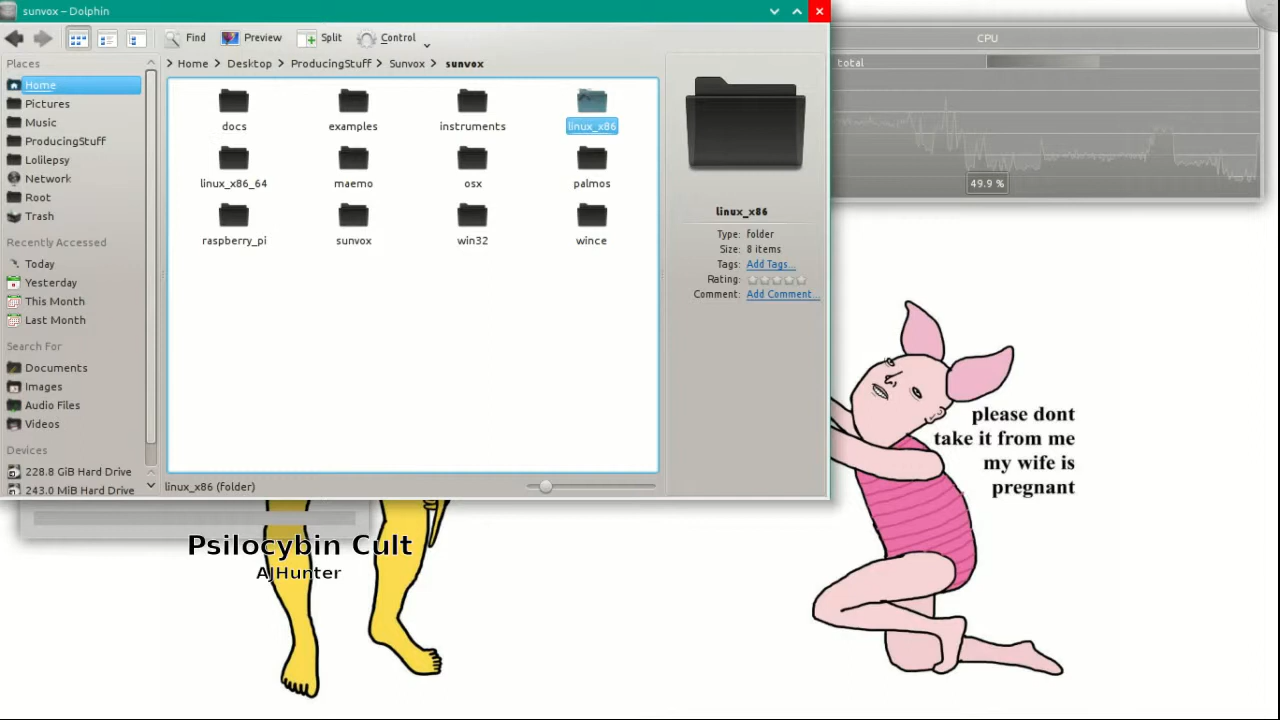 sunvox – Dolphin
Find
Preview
Split
Control
Places
Home
Pictures
Music
ProducingStuff
Lolilepsy
Network
Root
Trash
Recently Accessed
Today
Yesterday
This Month
Last Month
Search For
Documents
Images
Audio Files
Videos
Devices
228.8 GiB Hard Drive
243.0 MiB Hard Drive
Home
Desktop
ProducingStuff
Sunvox
sunvox
docs
examples
instruments
linux_x86
linux_x86_64
maemo
osx
palmos
raspberry_pi
sunvox
win32
wince
linux_x86 (folder)
linux_x86
Type: folder
Size: 8 items
Tags: Add Tags...
Rating:
Comment: Add Comment...
CPU
total
49.9 %
please dont
take it from me
my wife is
pregnant
Psilocybin Cult
AJHunter